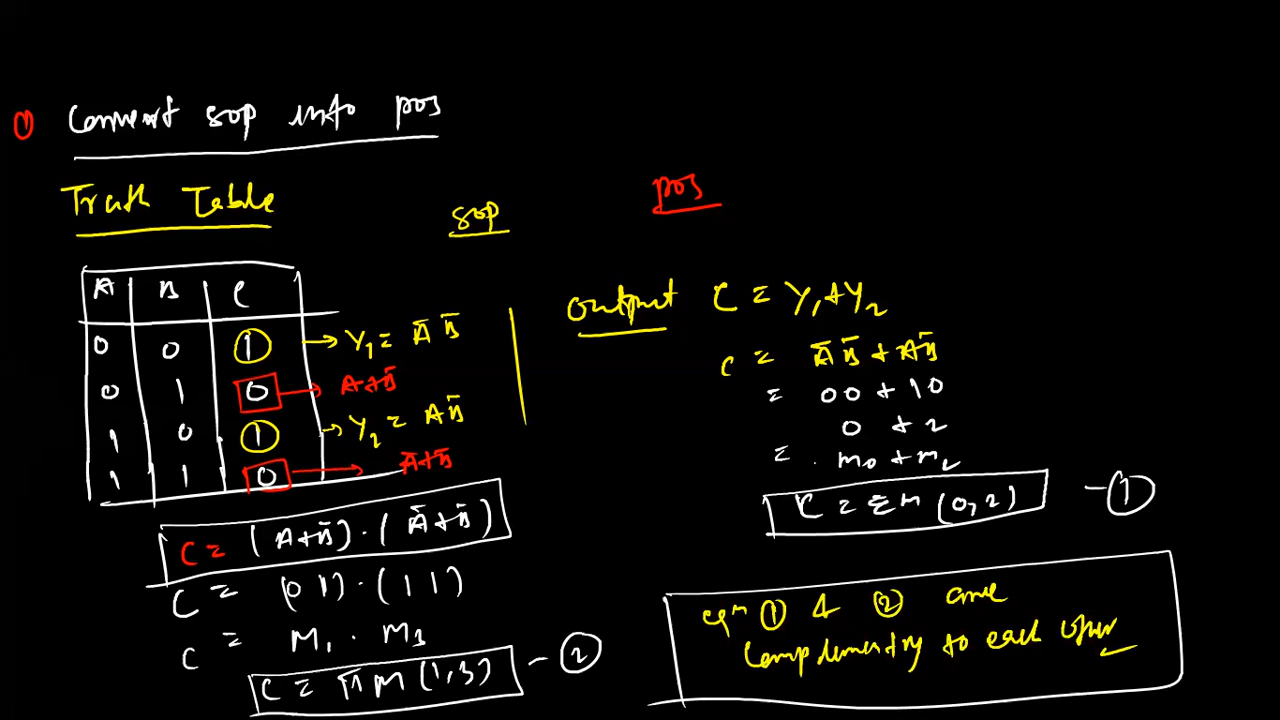 ① Convert sop into pos
Truth Table
sop
pos
A B C
0 0 1 → Y₁ = A̅ B̅
0 1 0 → A+B̅
1 0 1 → Y₂ = A B̅
1 1 0 → A̅+B̅
C = (A+B̅)·(A̅+B̅)
C = (0 1)·(1 1)
C = M₁ · M₃
C = πM (1,3) - ②
output C = Y₁+Y₂
C = A̅ B̅ + A B̅
= 00 + 10
0 + 2
= m₀ + m₂
C = Σm (0,2) - ①
eqⁿ ① & ② are
complementry to each other